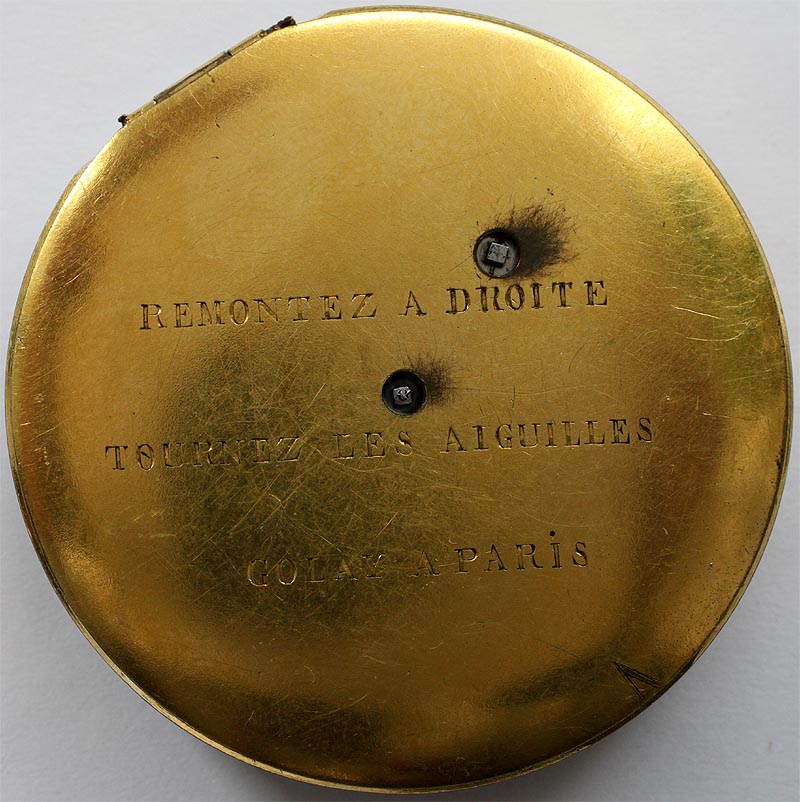 REMONTEZ A DROITE
TOURNEZ LES AIGUILLES
GOLAY A PARiS